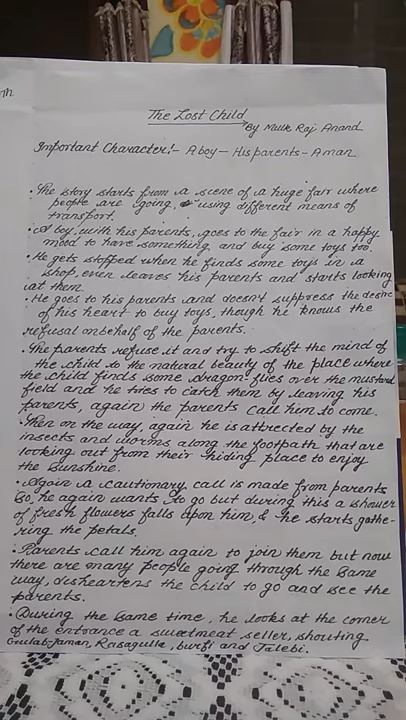 m
The Lost Child
By Mulk Raj Anand
Important Character:- A boy - His parents - A man
• The story starts from a scene of a huge fair where
people are going, using different means of
transport.
• A boy, with his parents, goes to the fair in a happy
mood to have something, and buy some toys too.
• He gets stopped when he finds some toys in a
shop, even leaves his parents and starts looking
at them.
• He goes to his parents and doesn't suppress the desire
of his heart to buy toys, though he knows the
refusal onbehalf of the parents.
• The parents refuse it and try to shift the mind of
the child to the natural beauty of the place where
the child finds some dragon flies over the mustard
field and he tries to catch them by leaving his
parents, again the parents call him to come.
• Then on the way, again he is attrected by the
insects and worms along the footpath that are
looking out from their hiding place to enjoy
the sunshine.
• Again a cautionary call is made from parents
So, he again wants to go but during this a shower
of fresh flowers falls upon him, & he starts gathe-
ring the petals.
• Parents call him again to join them but now
there are many people going through the same
way, disheartens the child to go and see the
parents.
• During the same time, he looks at the corner
of the entrance a sweetmeat seller, shouting
Gulab-Jaman, Rasagulla, burfi and Jalebi.